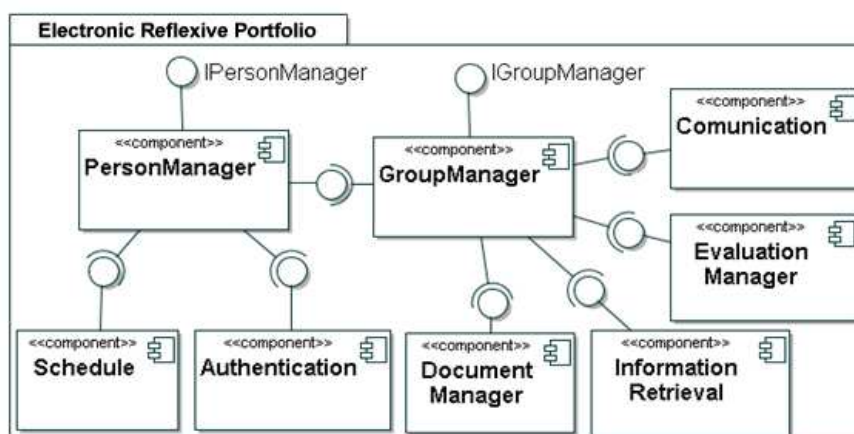 Electronic Reflexive Portfolio
IPersonManager
IGroupManager
<<component>>
Comunication
<<component>>
PersonManager
<<component>>
GroupManager
<<component>>
Evaluation
Manager
<<component>>
Schedule
<<component>>
Authentication
<<component>>
Document
Manager
<<component>>
Information
Retrieval